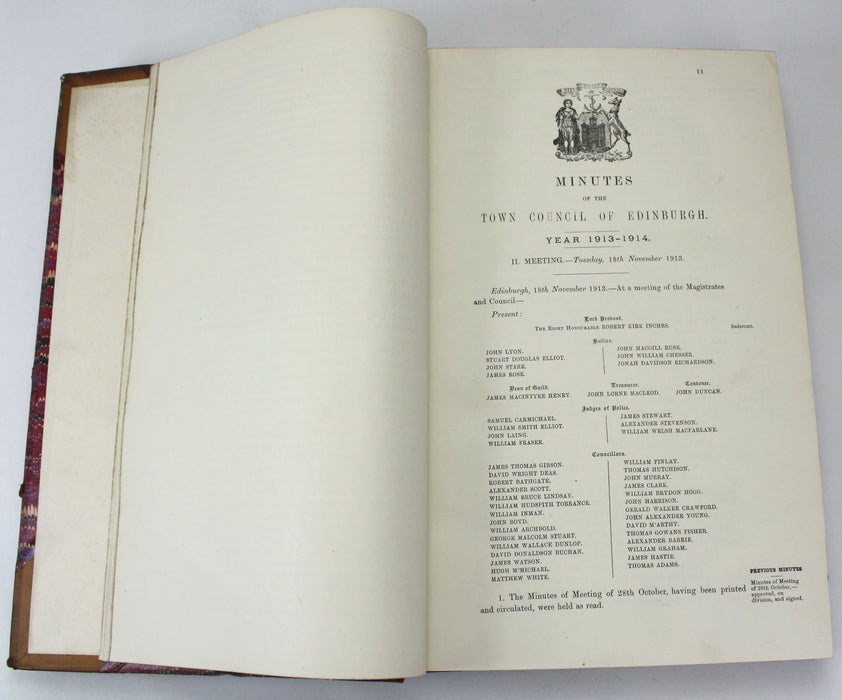 11
MINUTES
OF THE
TOWN COUNCIL OF EDINBURGH.
YEAR 1913-1914.
II. MEETING.—Tuesday, 18th November 1913.
Edinburgh, 18th November 1913.—At a meeting of the Magistrates
and Council—
Present:
Lord Provost.
THE RIGHT HONOURABLE ROBERT KIRK INCHES.
Sederunt.
Bailies.
JOHN LYON.
STUART DOUGLAS ELLIOT.
JOHN STARK.
JAMES ROSE.
JOHN MACGILL RUSK.
JOHN WILLIAM CHESSER.
JONAH DAVIDSON RICHARDSON.
Dean of Guild.
JAMES MACINTYRE HENRY.
Treasurer.
JOHN LORNE MACLEOD.
Convener.
JOHN DUNCAN.
Judges of Police.
SAMUEL CARMICHAEL.
WILLIAM SMITH ELLIOT.
JOHN LAING.
WILLIAM FRASER.
JAMES STEWART.
ALEXANDER STEVENSON.
WILLIAM WELSH MACFARLANE.
Councillors.
JAMES THOMAS GIBSON.
DAVID WRIGHT DEAS.
ROBERT BATHGATE.
ALEXANDER SCOTT.
WILLIAM BRUCE LINDSAY.
WILLIAM HUDSPITH TORRANCE.
WILLIAM INMAN.
JOHN BOYD.
WILLIAM ARCHBOLD.
GEORGE MALCOLM STUART.
WILLIAM WALLACE DUNLOP.
DAVID DONALDSON BUCHAN.
JAMES WATSON.
HUGH M'MICHAEL.
MATTHEW WHITE.
WILLIAM FINLAY.
THOMAS HUTCHISON.
JOHN MURRAY.
JAMES CLARK.
WILLIAM BRYDON HOGG.
JOHN HARRISON.
GERALD WALKER CRAWFORD.
JOHN ALEXANDER YOUNG.
DAVID M'ARTHY.
THOMAS GOWANS FISHER.
ALEXANDER BARRIE.
WILLIAM GRAHAM.
JAMES HASTIE.
THOMAS ADAMS.
1. The Minutes of Meeting of 28th October, having been printed
and circulated, were held as read.
PREVIOUS MINUTES
Minutes of Meeting
of 28th October,—
approved, on
division, and signed.